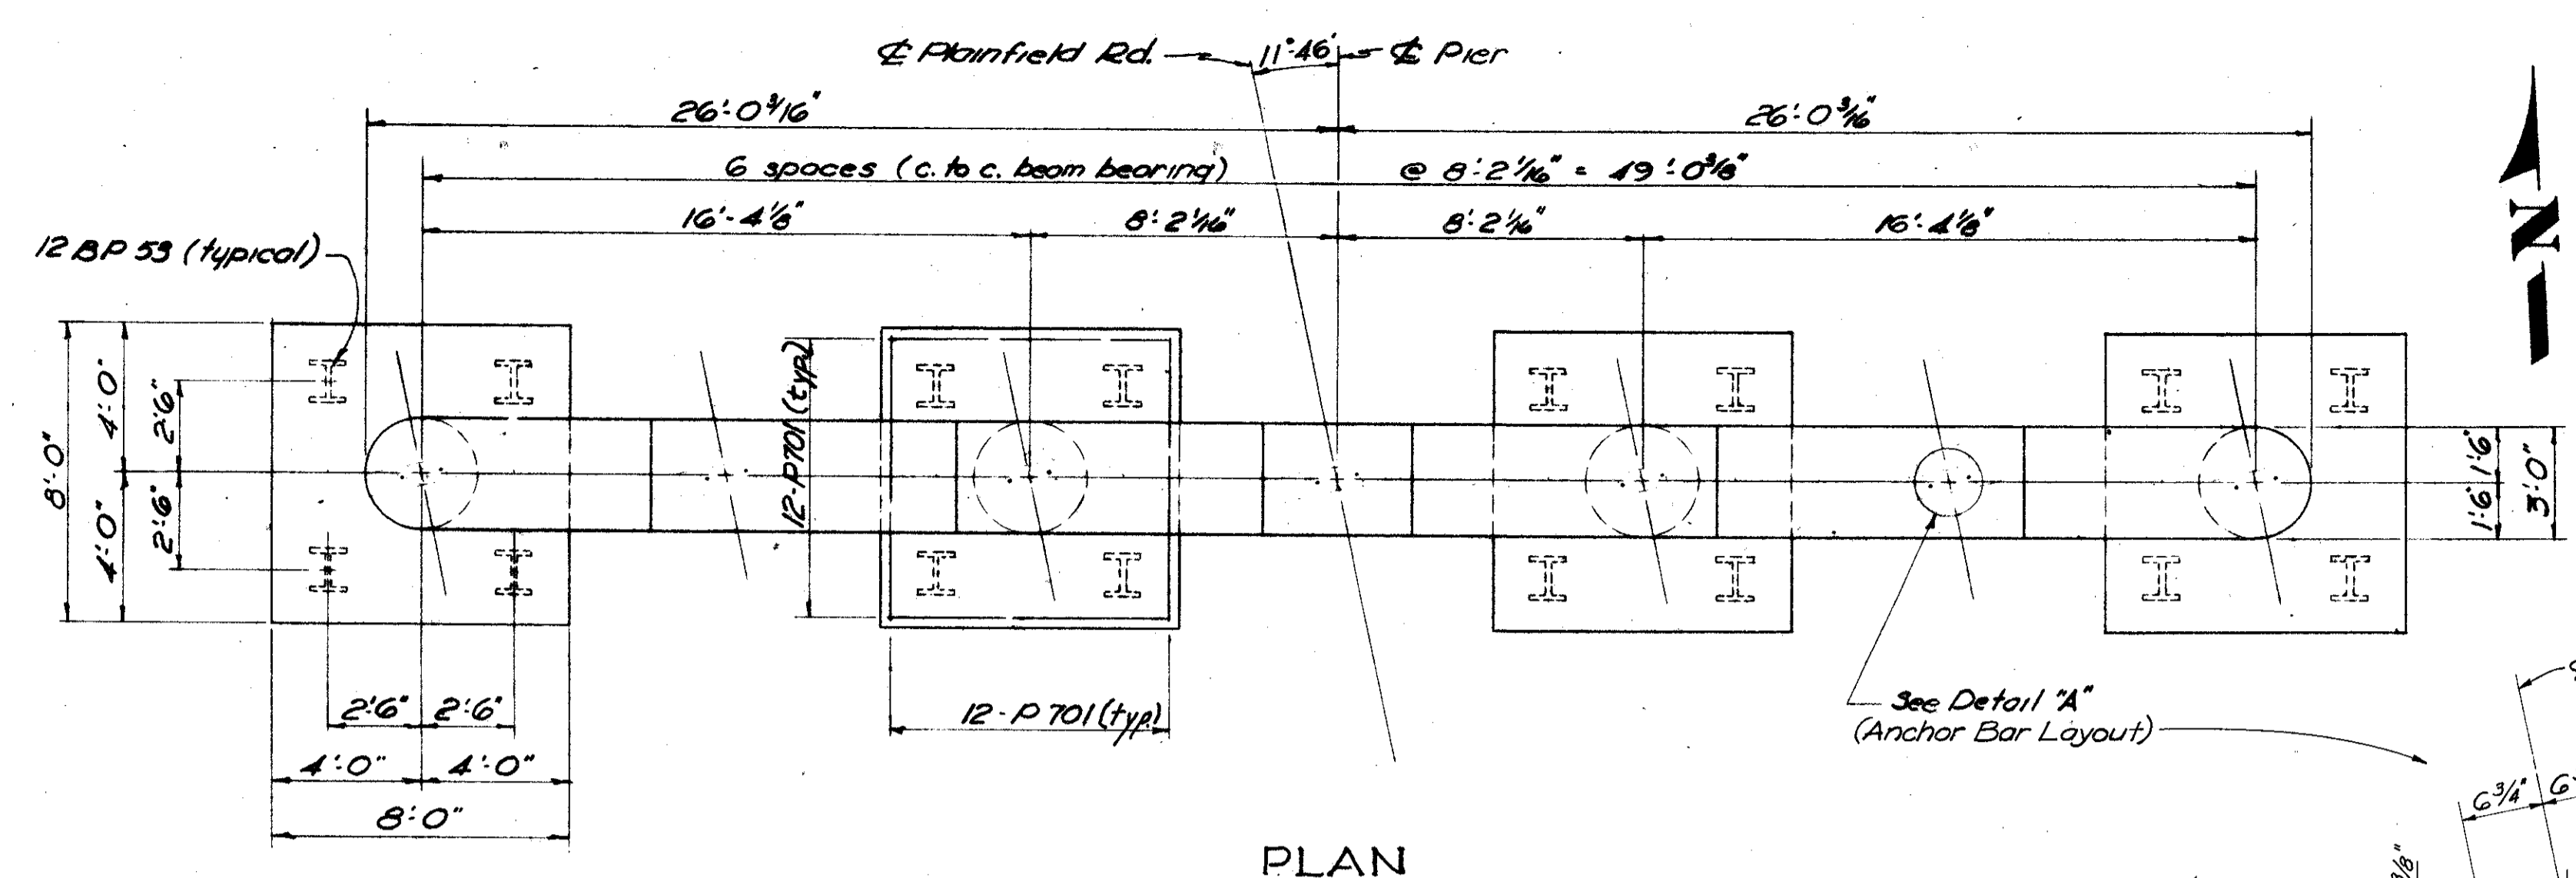 ℄ Plainfield Rd.
11°-46'
℄ Pier
26'-0 3/16"
26'-0 3/16"
6 spaces (c. to c. beam bearing) @ 8'-2 1/16" = 49'-0 3/8"
16'-4 1/8"
8'-2 1/16"
8'-2 1/16"
16'-4 1/8"
12 BP 53 (typical)
N
8'-0"
4'-0"
4'-0"
2'-6"
2'-6"
12-P701 (typ.)
1'-6"
1'-6"
3'-0"
2'-6"
2'-6"
12-P 701 (typ.)
4'-0"
4'-0"
8'-0"
See Detail "A"
(Anchor Bar Layout)
6 3/4"
PLAN